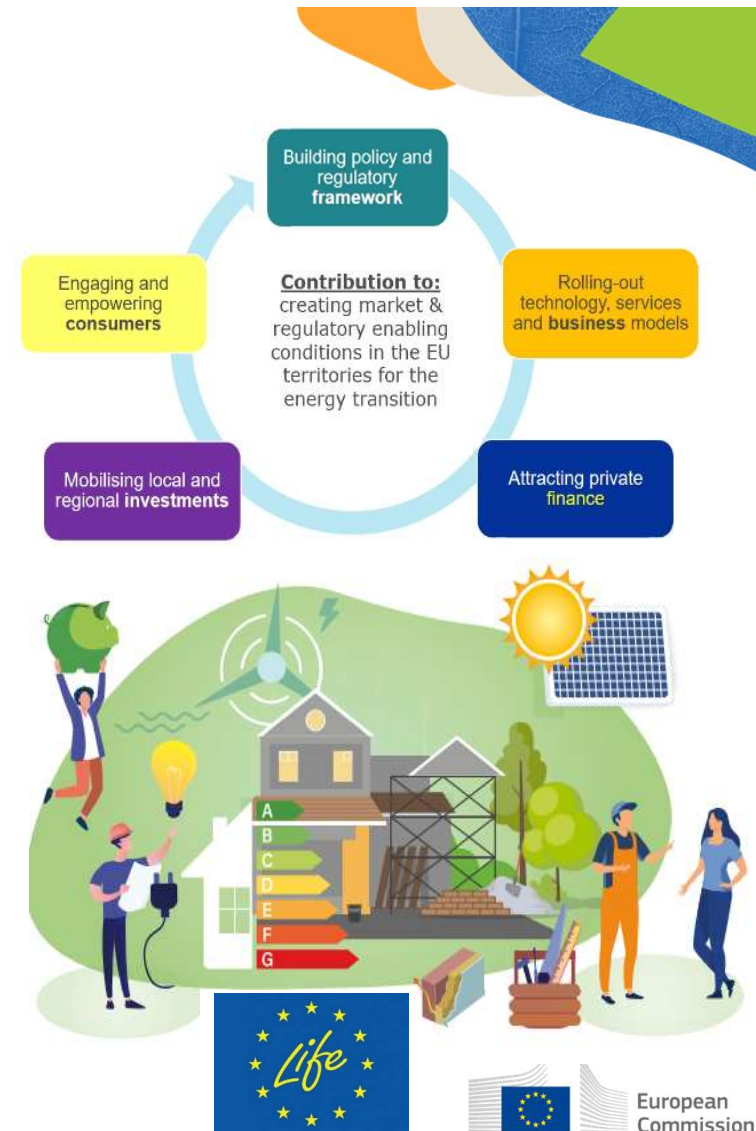 Building policy and
regulatory
framework
Engaging and
empowering
consumers
Contribution to:
creating market &
regulatory enabling
conditions in the EU
territories for the
energy transition
Rolling-out
technology, services
and business models
Mobilising local and
regional investments
Attracting private
finance
A
B
C
D
E
F
G
Life
European
Commission